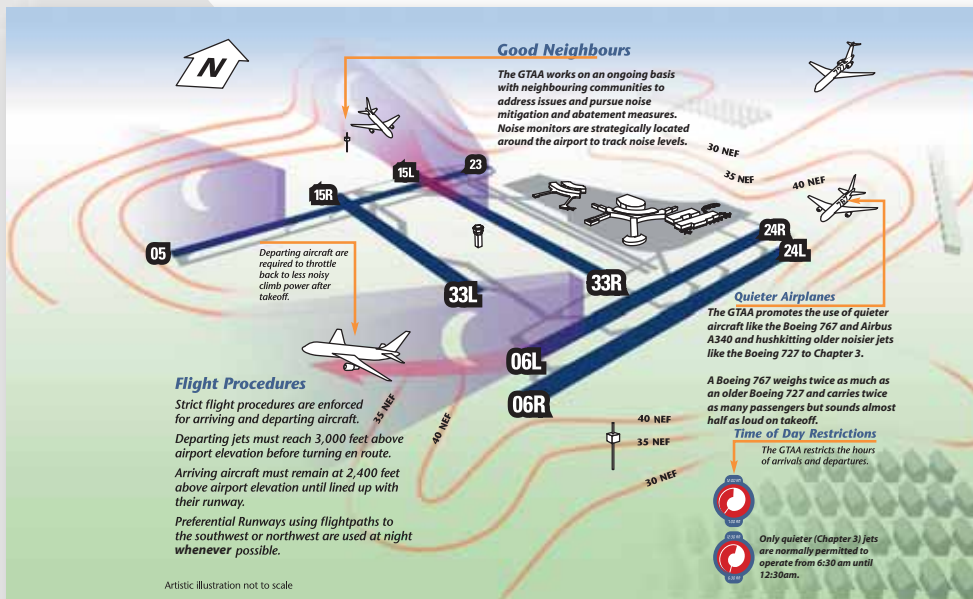 N
Good Neighbours
The GTAA works on an ongoing basis
with neighbouring communities to
address issues and pursue noise
mitigation and abatement measures.
Noise monitors are strategically located
around the airport to track noise levels.
30 NEF
35 NEF
40 NEF
23
15L
15R
05
24R
24L
33L
33R
06L
06R
Departing aircraft are
required to throttle
back to less noisy
climb power after
takeoff.
Quieter Airplanes
The GTAA promotes the use of quieter
aircraft like the Boeing 767 and Airbus
A340 and hushkitting older noisier jets
like the Boeing 727 to Chapter 3.
A Boeing 767 weighs twice as much as
an older Boeing 727 and carries twice
as many passengers but sounds almost
half as loud on takeoff.
Flight Procedures
Strict flight procedures are enforced
for arriving and departing aircraft.
Departing jets must reach 3,000 feet above
airport elevation before turning en route.
Arriving aircraft must remain at 2,400 feet
above airport elevation until lined up with
their runway.
Preferential Runways using flightpaths to
the southwest or northwest are used at night
whenever possible.
35 NEF
40 NEF
40 NEF
35 NEF
30 NEF
Time of Day Restrictions
The GTAA restricts the hours
of arrivals and departures.
Only quieter (Chapter 3) jets
are normally permitted to
operate from 6:30 am until
12:30am.
Artistic illustration not to scale